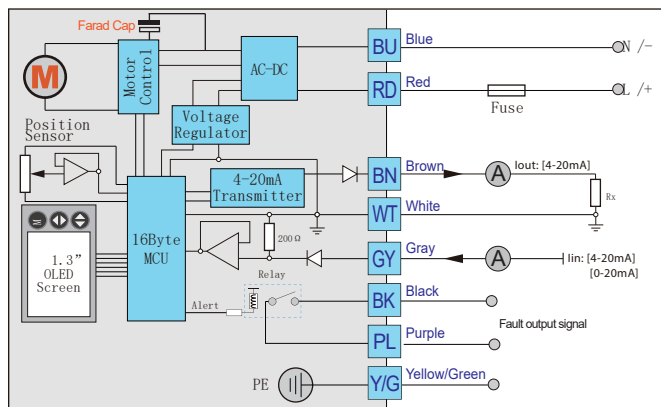 Farad Cap
M
Motor
Control
AC-DC
BU
Blue
N /-
RD
Red
Fuse
L /+
Voltage
Regulator
Position
Sensor
4-20mA
Transmitter
BN
Brown
A
Iout: [4-20mA]
Rx
WT
White
16Byte
MCU
200Ω
GY
Gray
A
Iin: [4-20mA]
[0-20mA]
1.3"
OLED
Screen
Relay
Alert
BK
Black
Fault output signal
PL
Purple
PE
Y/G
Yellow/Green